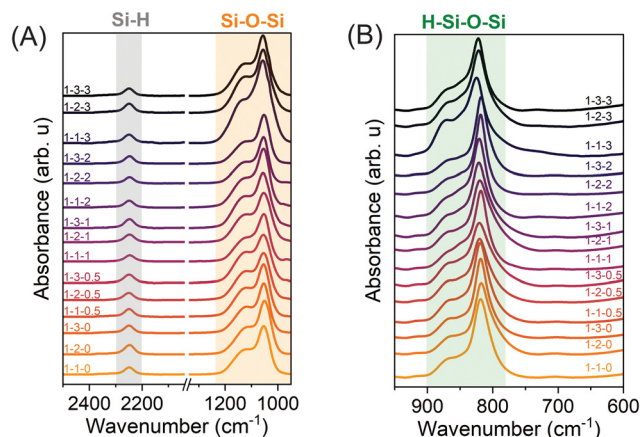 (A)
Si-H
Si-O-Si
Absorbance (arb. u)
1-3-3
1-2-3
1-1-3
1-3-2
1-2-2
1-1-2
1-3-1
1-2-1
1-1-1
1-3-0.5
1-2-0.5
1-1-0.5
1-3-0
1-2-0
1-1-0
2400 2200 1200 1000
Wavenumber (cm⁻¹)
(B)
H-Si-O-Si
Absorbance (arb. u)
1-3-3
1-2-3
1-1-3
1-3-2
1-2-2
1-1-2
1-3-1
1-2-1
1-1-1
1-3-0.5
1-2-0.5
1-1-0.5
1-3-0
1-2-0
1-1-0
900 800 700 600
Wavenumber (cm⁻¹)